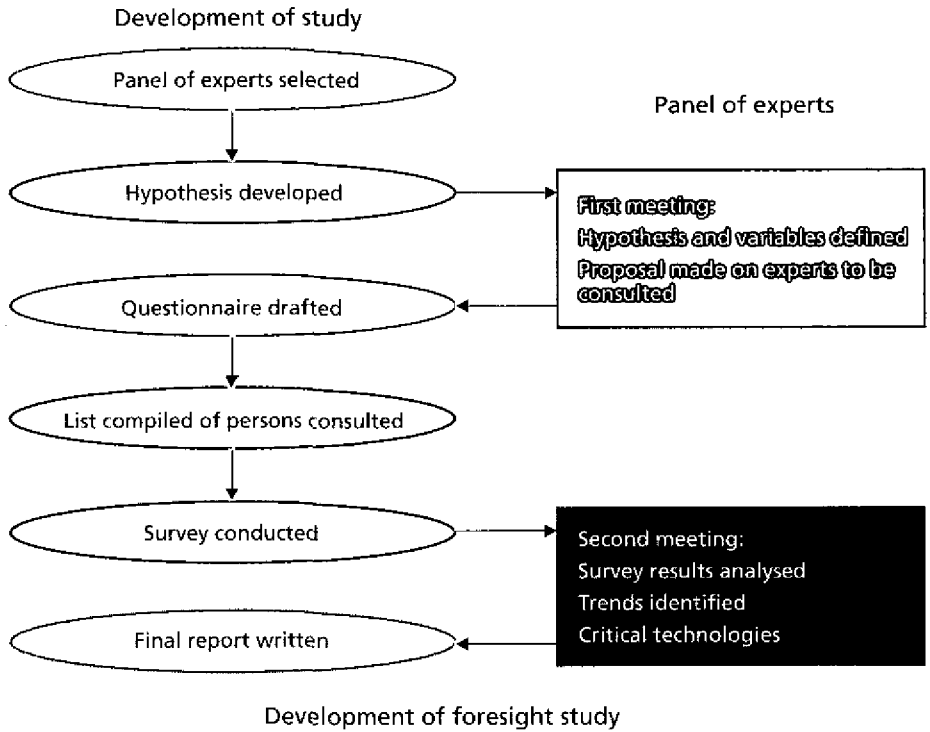 Development of study
Panel of experts selected
Panel of experts
Hypothesis developed
First meeting:
Hypothesis and variables defined
Proposal made on experts to be
consulted
Questionnaire drafted
List compiled of persons consulted
Survey conducted
Second meeting:
Survey results analysed
Trends identified
Critical technologies
Final report written
Development of foresight study